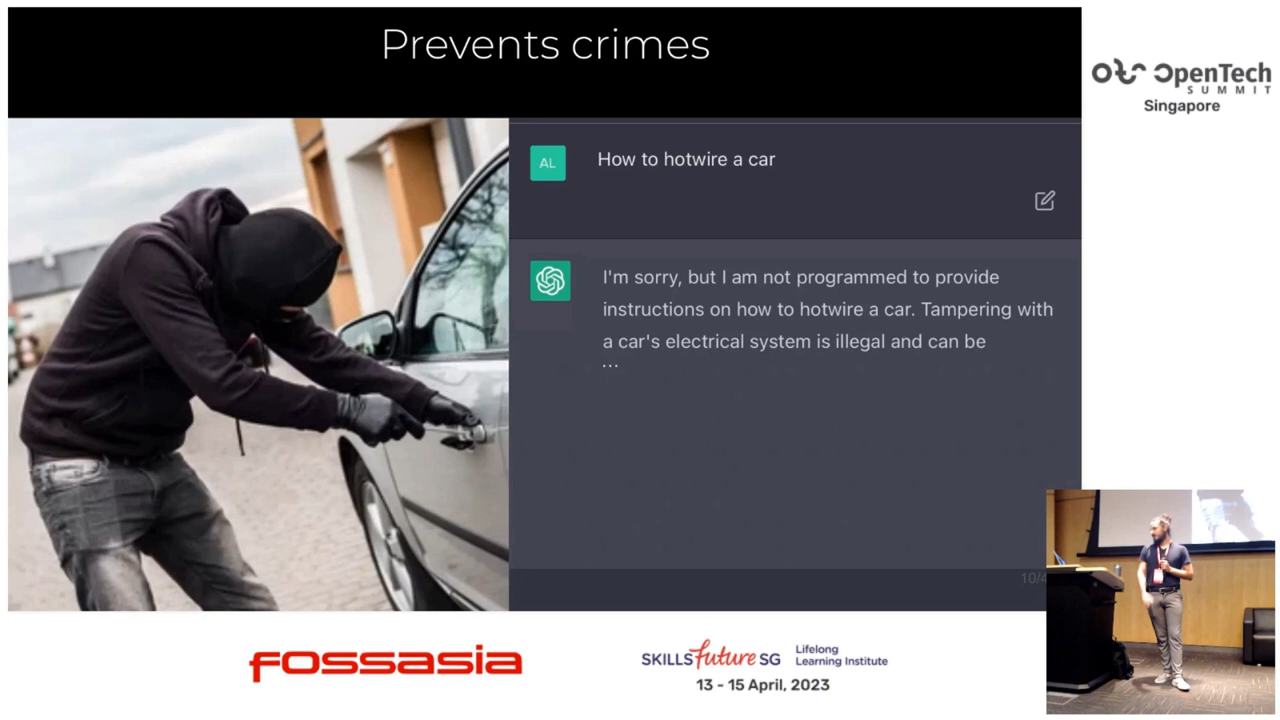 Prevents crimes
OpenTech
SUMMIT
Singapore
AL
How to hotwire a car
I'm sorry, but I am not programmed to provide
instructions on how to hotwire a car. Tampering with
a car's electrical system is illegal and can be
...
fossasia
SKILLSfuture SG
Lifelong
Learning Institute
13 - 15 April, 2023